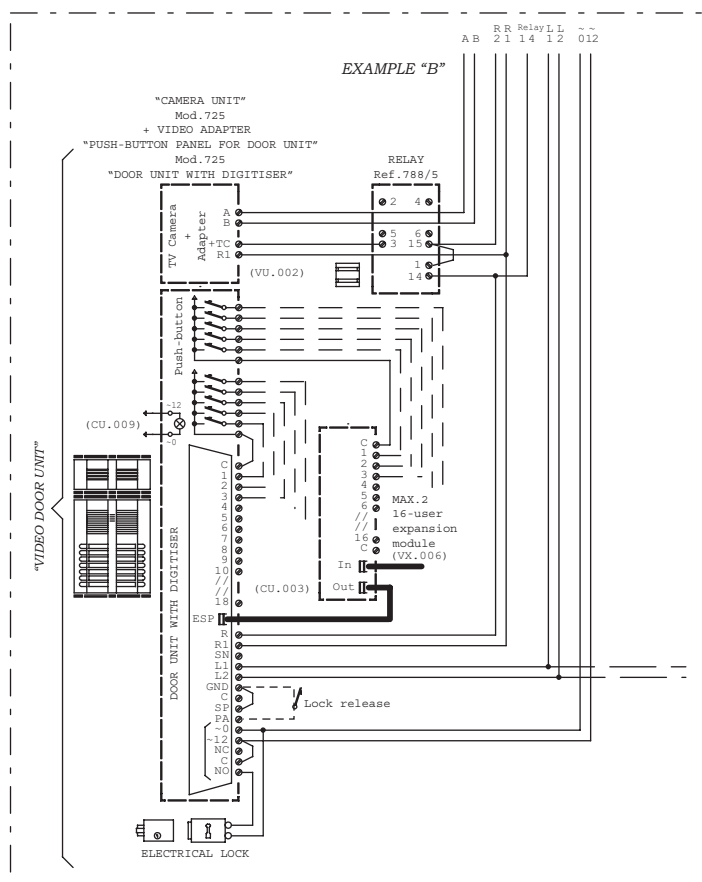 R R Relay L L ~ ~
A B 2 1 1 4 1 2 0 12
EXAMPLE "B"
"CAMERA UNIT"
Mod.725
+ VIDEO ADAPTER
"PUSH-BUTTON PANEL FOR DOOR UNIT"
Mod.725
"DOOR UNIT WITH DIGITISER"
RELAY
Ref.788/5
TV Camera
+
Adapter
A
B
+TC
R1
(VU.002)
2 4
5 6
3 15
1
14
Push-button
~12
(CU.009)
~0
"VIDEO DOOR UNIT"
DOOR UNIT WITH DIGITISER
C
1
2
3
4
5
6
7
8
9
10
//
//
18
ESP
R
R1
SN
L1
L2
GND
C
SP
PA
~0
~12
NC
C
NO
C
1
2
3
4
5
6
//
//
16
C
In
Out
(CU.003)
MAX.2
16-user
expansion
module
(VX.006)
Lock release
ELECTRICAL LOCK